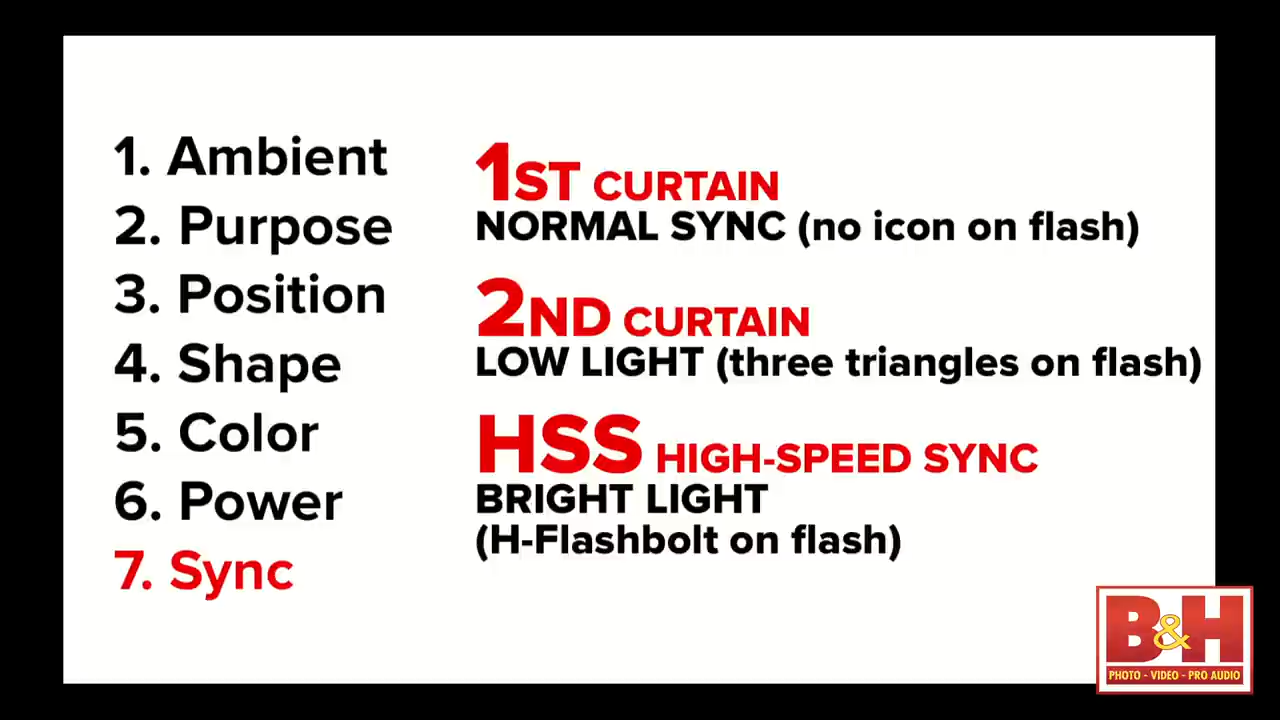 1. Ambient
2. Purpose
3. Position
4. Shape
5. Color
6. Power
7. Sync
1ST CURTAIN
NORMAL SYNC (no icon on flash)
2ND CURTAIN
LOW LIGHT (three triangles on flash)
HSS HIGH-SPEED SYNC
BRIGHT LIGHT
(H-Flashbolt on flash)
B&H
PHOTO - VIDEO - PRO AUDIO